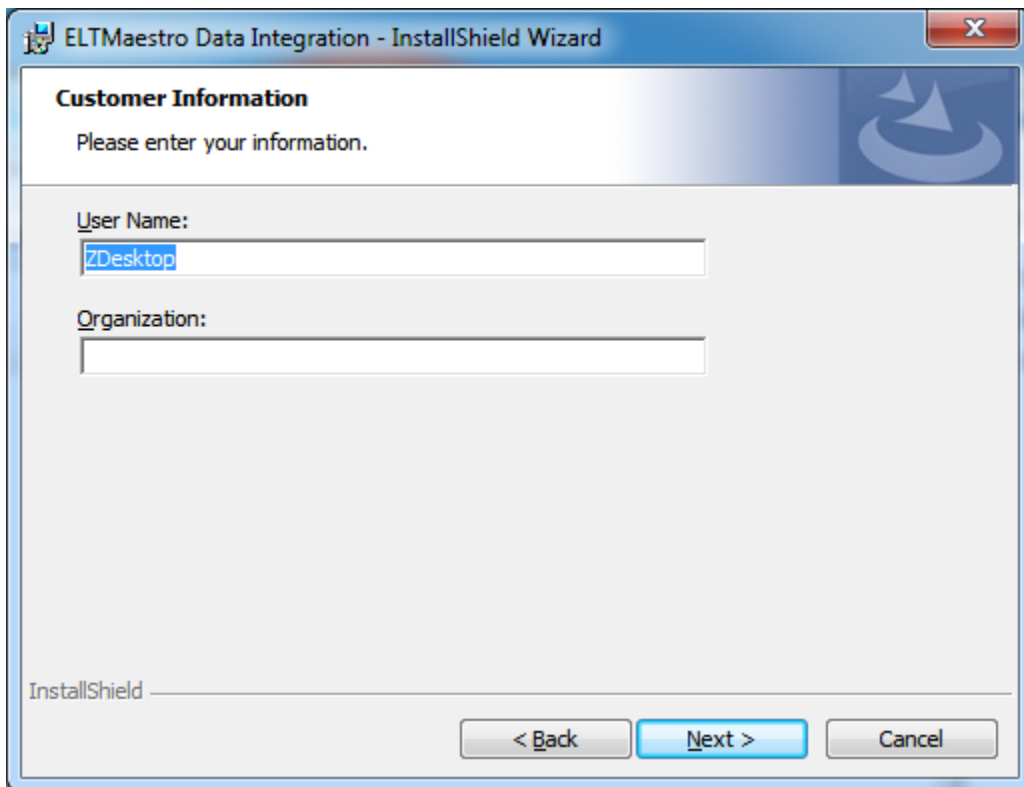 ELTMaestro Data Integration - InstallShield Wizard
Customer Information
Please enter your information.
User Name:
ZDesktop
Organization:
InstallShield
< Back
Next >
Cancel